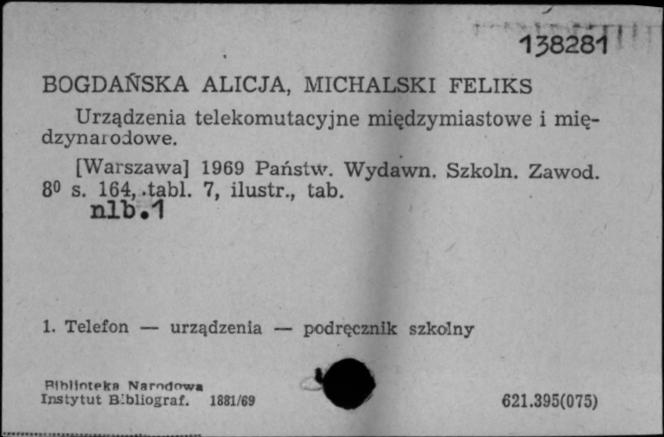 138281
BOGDAŃSKA ALICJA, MICHALSKI FELIKS
Urządzenia telekomutacyjne międzymiastowe i mię-
dzynarodowe.
[Warszawa] 1969 Państw. Wydawn. Szkoln. Zawod.
8⁰ s. 164, tabl. 7, ilustr., tab.
nlb.1
1. Telefon — urządzenia — podręcznik szkolny
Biblioteka Narodowa
Instytut Bibliograf. 1881/69
621.395(075)